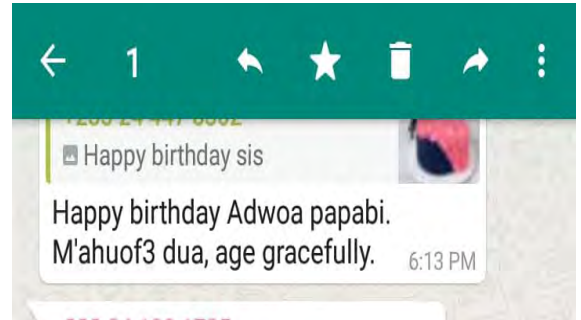 1
Happy birthday sis
Happy birthday Adwoa papabi.
M'ahuof3 dua, age gracefully.
6:13 PM